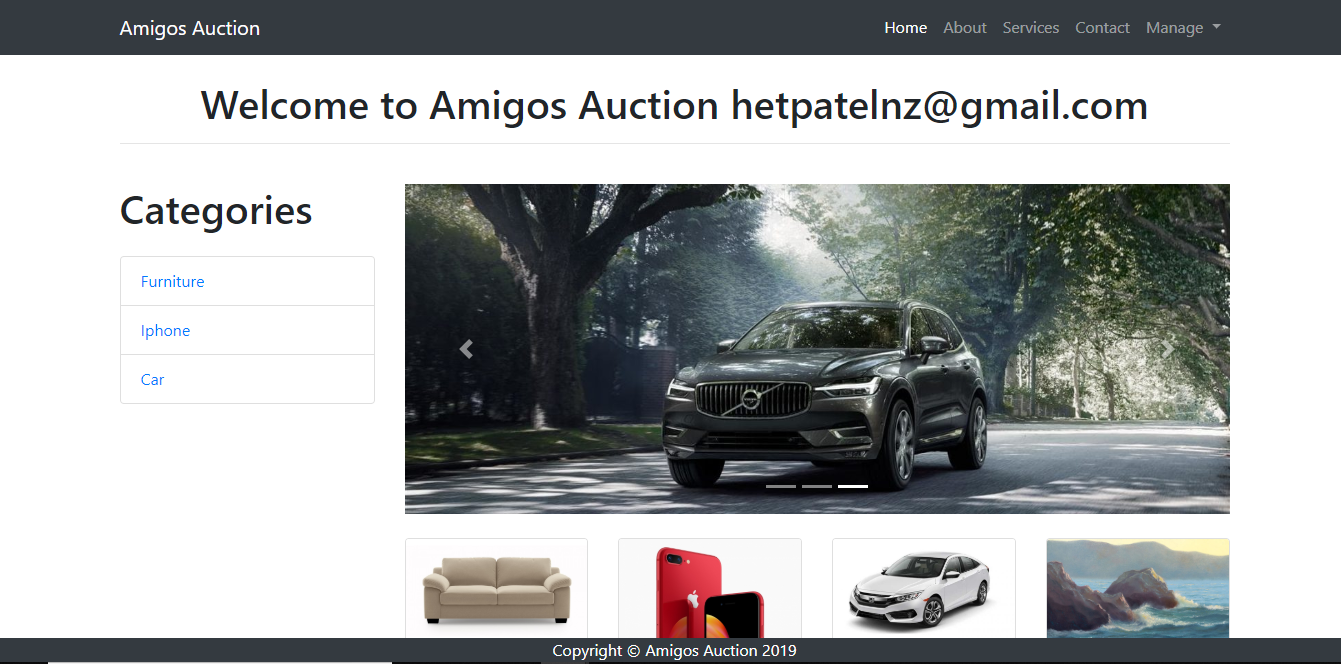 Amigos Auction
Home About Services Contact Manage
Welcome to Amigos Auction hetpatelnz@gmail.com
Categories
Furniture
Iphone
Car
Copyright © Amigos Auction 2019